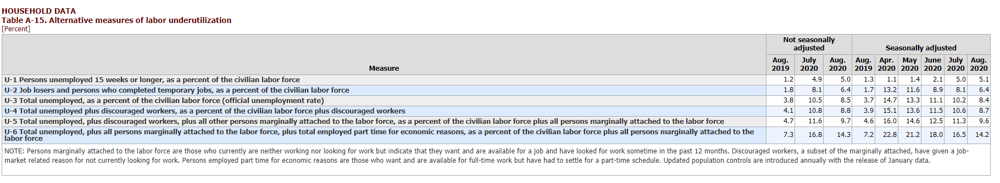 HOUSEHOLD DATA
Table A-15. Alternative measures of labor underutilization
[Percent]
Not seasonally adjusted Seasonally adjusted
Measure Aug. 2019 July 2020 Aug. 2020 Aug. 2019 Apr. 2020 May 2020 June 2020 July 2020 Aug. 2020
U-1 Persons unemployed 15 weeks or longer, as a percent of the civilian labor force 1.2 4.9 5.0 1.3 1.1 1.4 2.1 5.0 5.1
U-2 Job losers and persons who completed temporary jobs, as a percent of the civilian labor force 1.8 8.1 6.4 1.7 13.2 11.6 8.9 8.1 6.4
U-3 Total unemployed, as a percent of the civilian labor force (official unemployment rate) 3.8 10.5 8.5 3.7 14.7 13.3 11.1 10.2 8.4
U-4 Total unemployed plus discouraged workers, as a percent of the civilian labor force plus discouraged workers 4.1 10.8 8.8 3.9 15.1 13.6 11.5 10.6 8.7
U-5 Total unemployed, plus discouraged workers, plus all other persons marginally attached to the labor force, as a percent of the civilian labor force plus all persons marginally attached to the labor force 4.7 11.6 9.7 4.6 16.0 14.6 12.5 11.3 9.6
U-6 Total unemployed, plus all persons marginally attached to the labor force, plus total employed part time for economic reasons, as a percent of the civilian labor force plus all persons marginally attached to the
labor force 7.3 16.8 14.3 7.2 22.8 21.2 18.0 16.5 14.2
NOTE: Persons marginally attached to the labor force are those who currently are neither working nor looking for work but indicate that they want and are available for a job and have looked for work sometime in the past 12 months. Discouraged workers, a subset of the marginally attached, have given a job-
market related reason for not currently looking for work. Persons employed part time for economic reasons are those who want and are available for full-time work but have had to settle for a part-time schedule. Updated population controls are introduced annually with the release of January data.